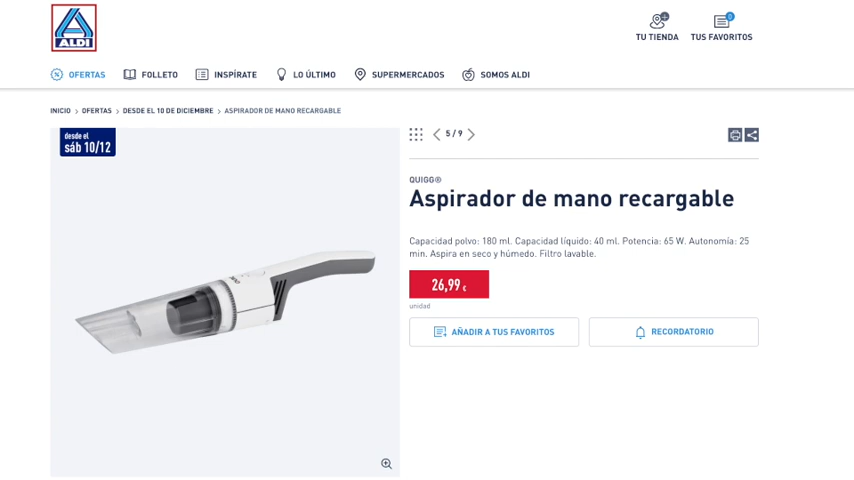 ALDI
TU TIENDA
0
TUS FAVORITOS
OFERTAS
FOLLETO
INSPÍRATE
LO ÚLTIMO
SUPERMERCADOS
SOMOS ALDI
INICIO > OFERTAS > DESDE EL 10 DE DICIEMBRE > ASPIRADOR DE MANO RECARGABLE
desde el
sáb 10/12
5 / 9
QUIGG®
Aspirador de mano recargable
Capacidad polvo: 180 ml. Capacidad líquido: 40 ml. Potencia: 65 W. Autonomía: 25
min. Aspira en seco y húmedo. Filtro lavable.
26,99 €
unidad
AÑADIR A TUS FAVORITOS
RECORDATORIO